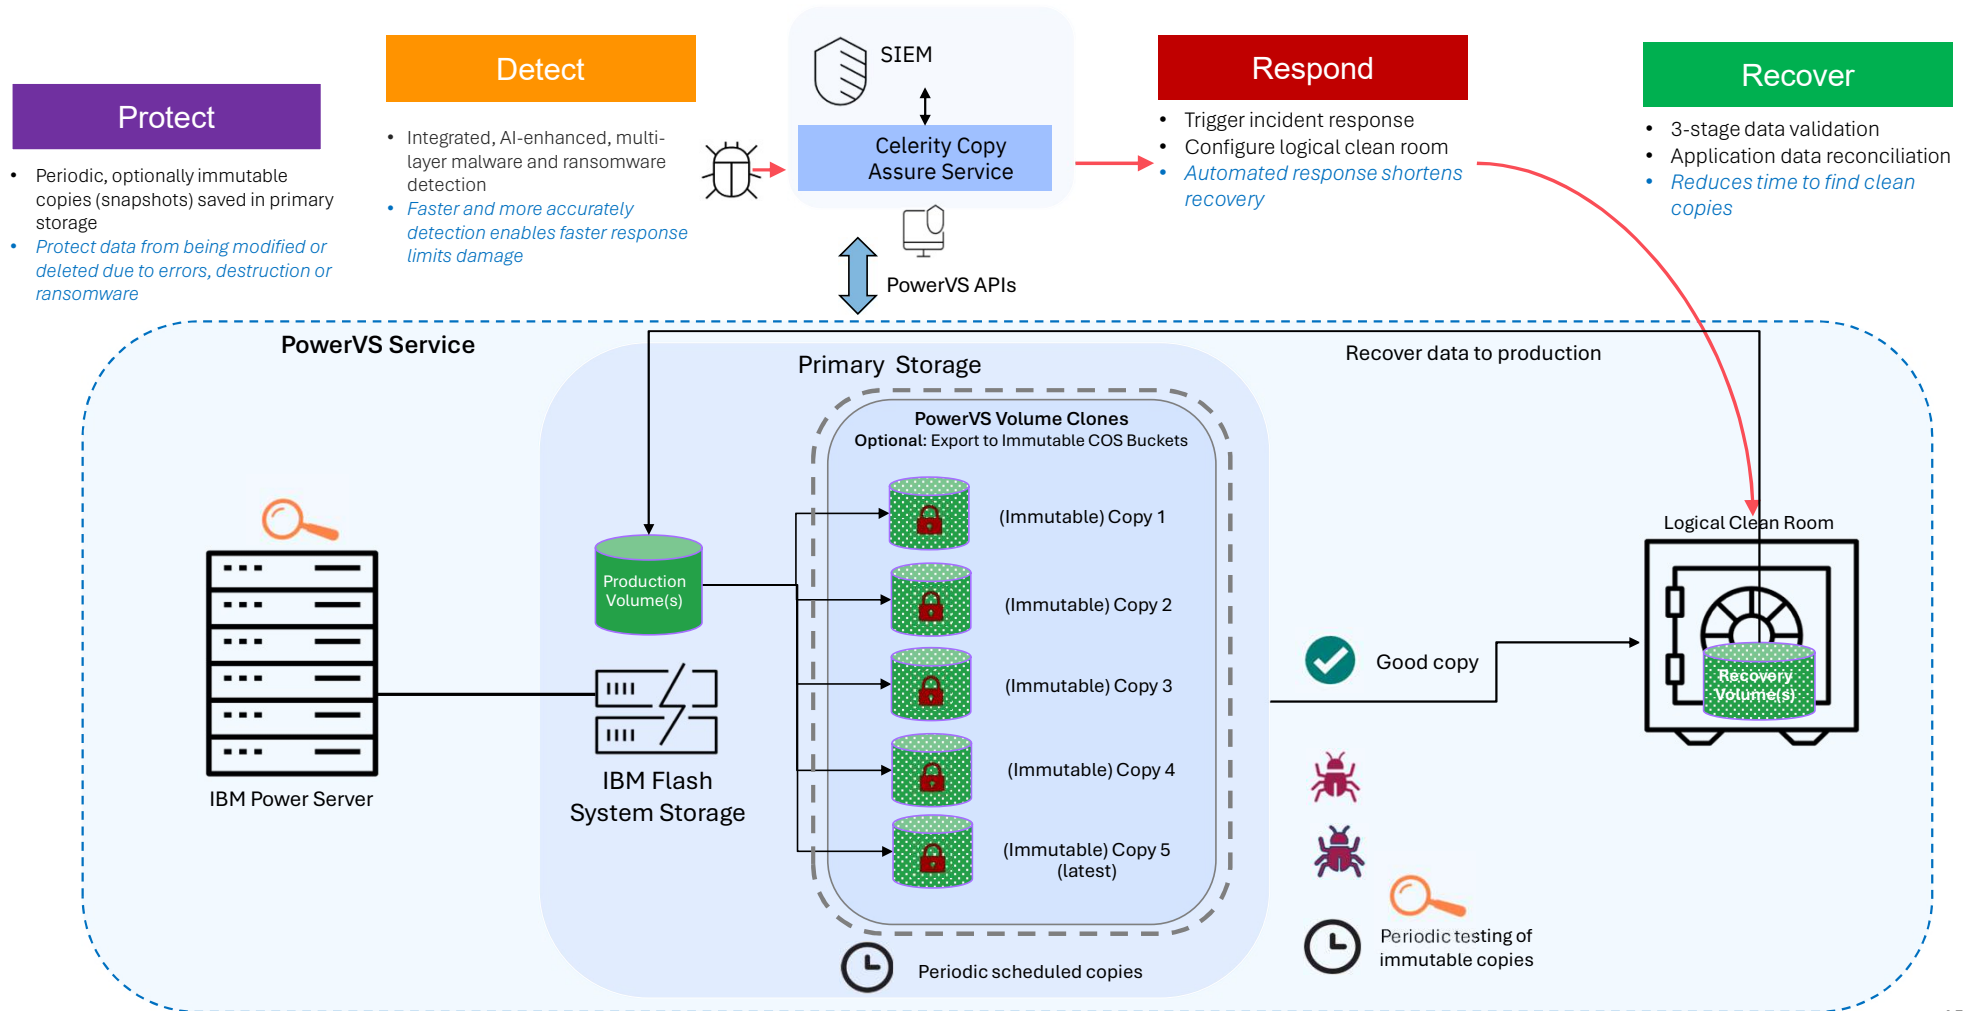 Protect
• Periodic, optionally immutable
copies (snapshots) saved in primary
storage
• Protect data from being modified or
deleted due to errors, destruction or
ransomware
Detect
• Integrated, AI-enhanced, multi-
layer malware and ransomware
detection
• Faster and more accurately
detection enables faster response
limits damage
SIEM
Celerity Copy
Assure Service
PowerVS APIs
Respond
• Trigger incident response
• Configure logical clean room
• Automated response shortens
recovery
Recover
• 3-stage data validation
• Application data reconciliation
• Reduces time to find clean
copies
PowerVS Service
Primary Storage
Recover data to production
PowerVS Volume Clones
Optional: Export to Immutable COS Buckets
(Immutable) Copy 1
(Immutable) Copy 2
(Immutable) Copy 3
(Immutable) Copy 4
(Immutable) Copy 5
(latest)
Production
Volume(s)
IBM Power Server
IBM Flash
System Storage
Periodic scheduled copies
Good copy
Logical Clean Room
Recovery
Volume(s)
Periodic testing of
immutable copies